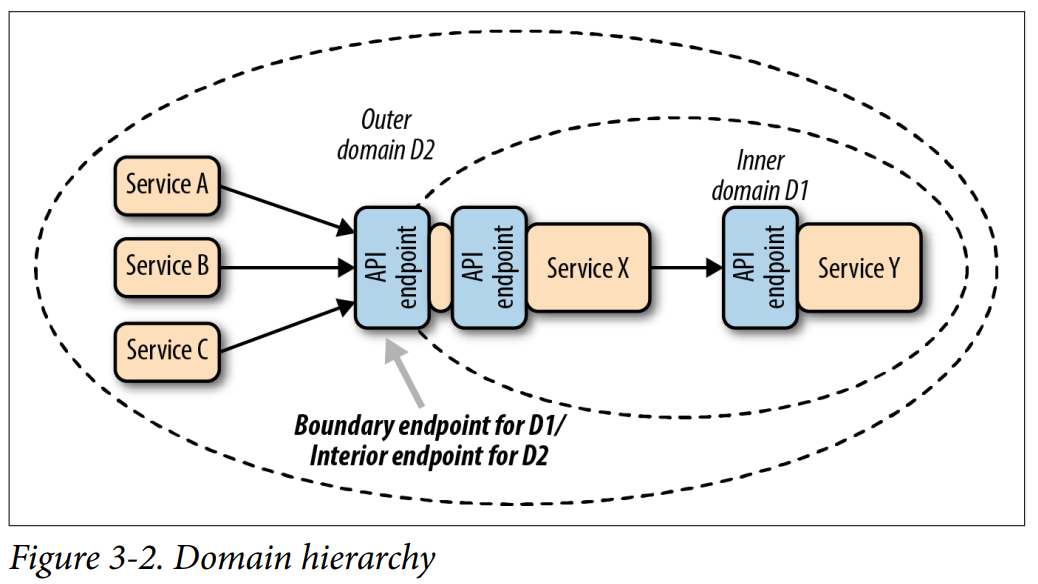 Outer
domain D2
Inner
domain D1
Service A
Service B
Service C
API
endpoint
API
endpoint
Service X
API
endpoint
Service Y
Boundary endpoint for D1/
Interior endpoint for D2
Figure 3-2. Domain hierarchy